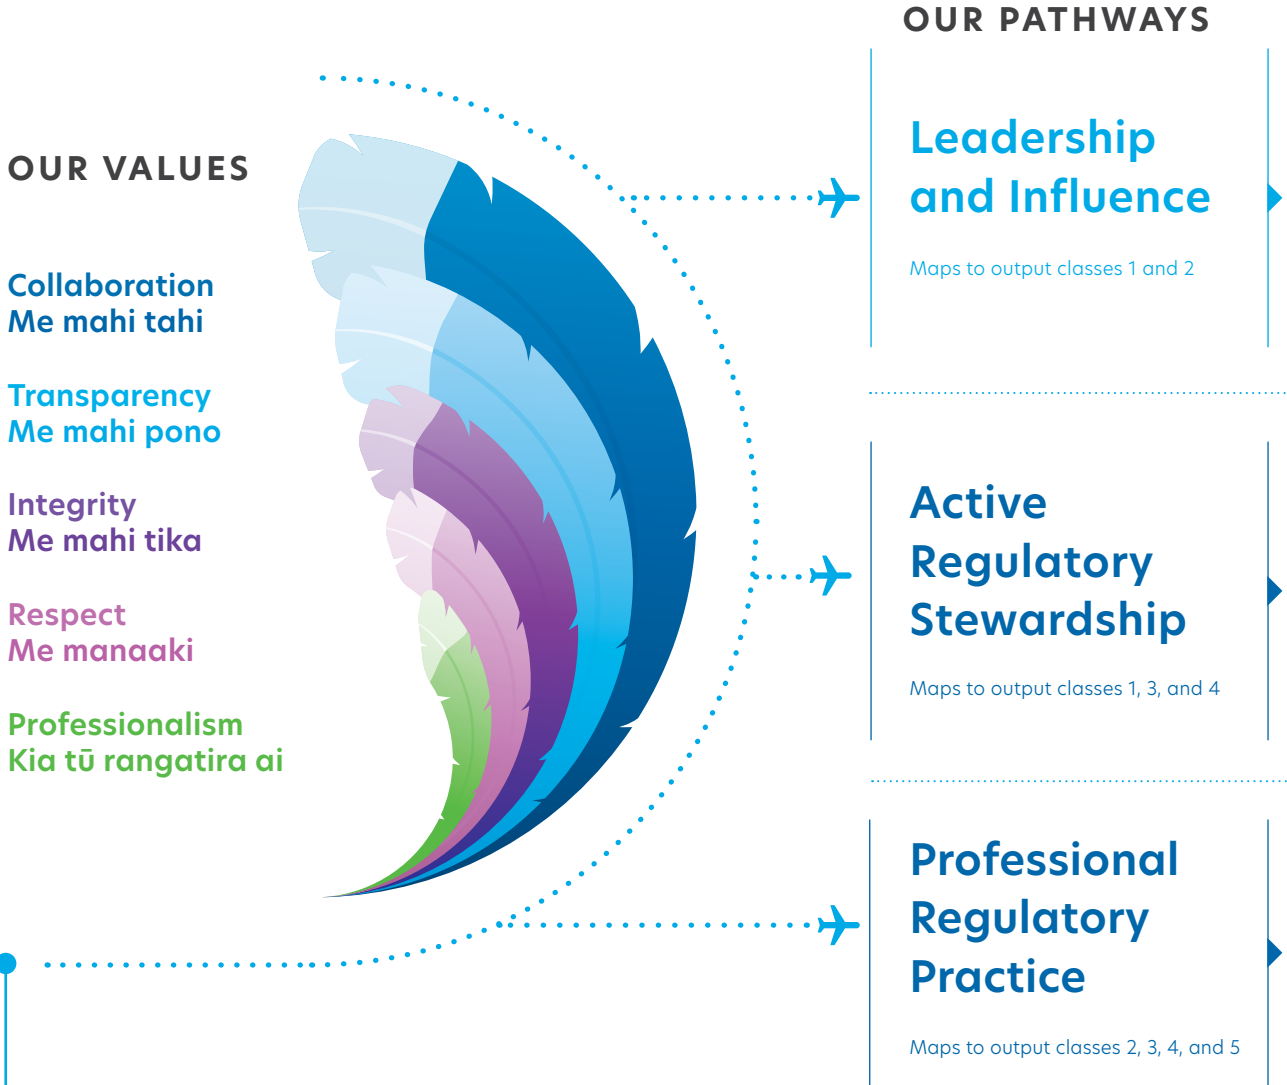 OUR VALUES
Collaboration
Me mahi tahi
Transparency
Me mahi pono
Integrity
Me mahi tika
Respect
Me manaaki
Professionalism
Kia tū rangatira ai
OUR PATHWAYS
Leadership
and Influence
Maps to output classes 1 and 2
Active
Regulatory
Stewardship
Maps to output classes 1, 3, and 4
Professional
Regulatory
Practice
Maps to output classes 2, 3, 4, and 5